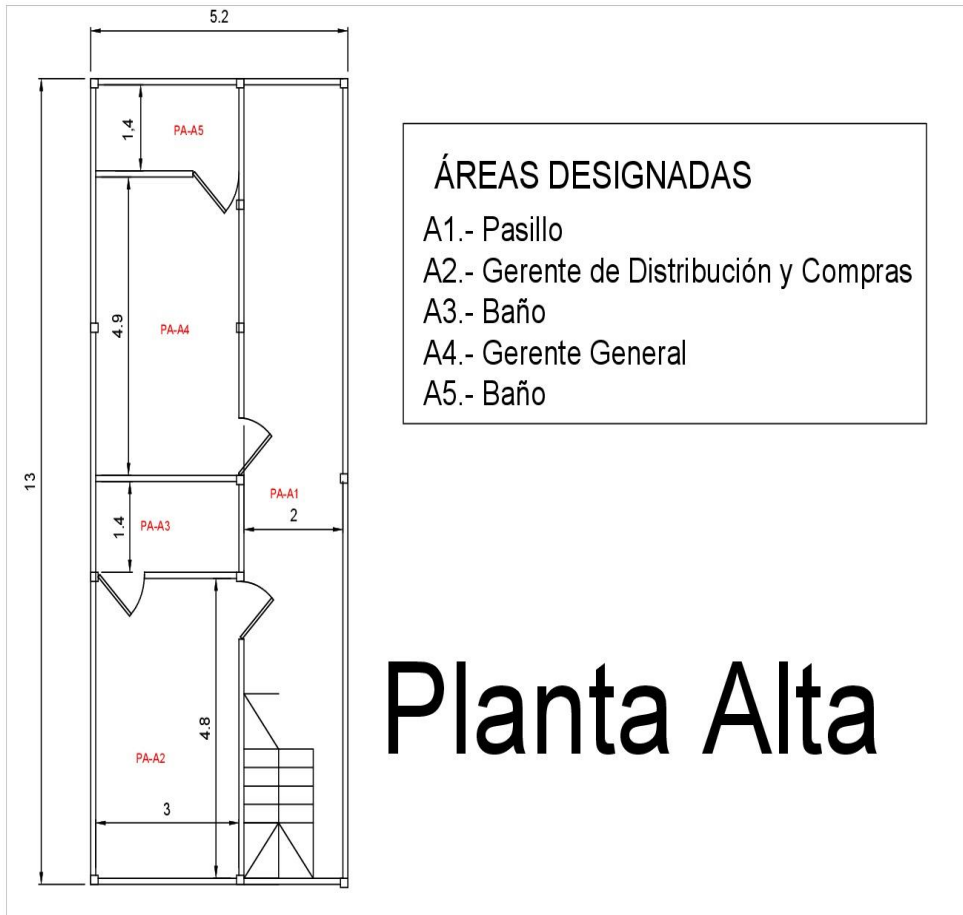 5.2
1,4
PA-A5
ÁREAS DESIGNADAS
A1.- Pasillo
A2.- Gerente de Distribución y Compras
A3.- Baño
A4.- Gerente General
A5.- Baño
4.9
PA-A4
13
PA-A1
2
1.4
PA-A3
Planta Alta
4.8
PA-A2
3